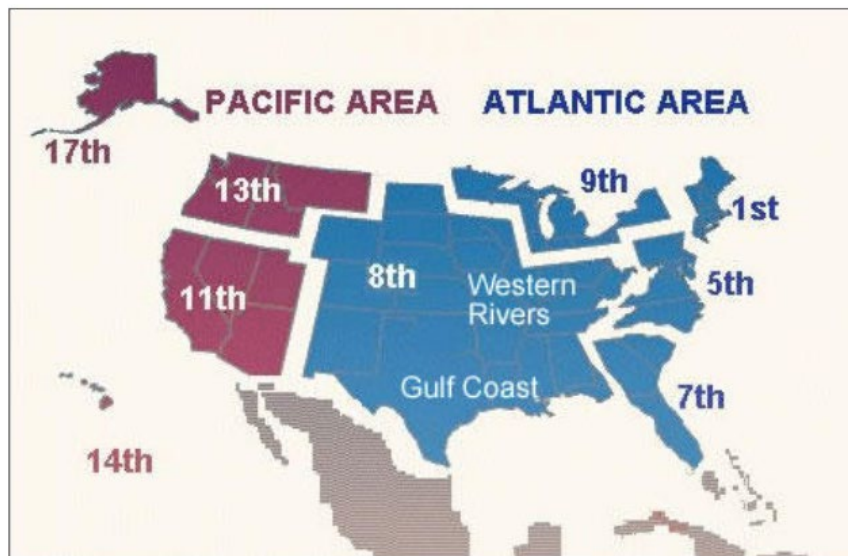 PACIFIC AREA
ATLANTIC AREA
17th
13th
9th
1st
11th
8th
Western
Rivers
5th
Gulf Coast
7th
14th